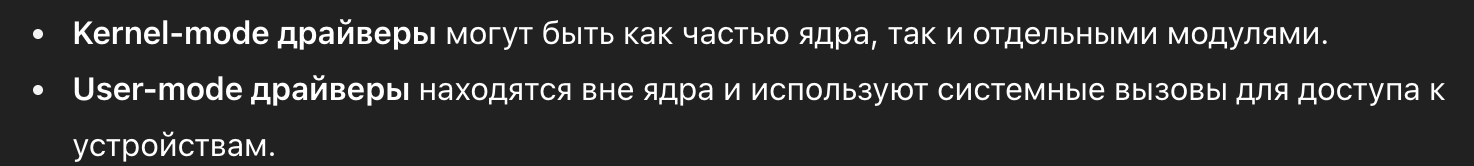 • Kernel-mode драйверы могут быть как частью ядра, так и отдельными модулями.
• User-mode драйверы находятся вне ядра и используют системные вызовы для доступа к
устройствам.